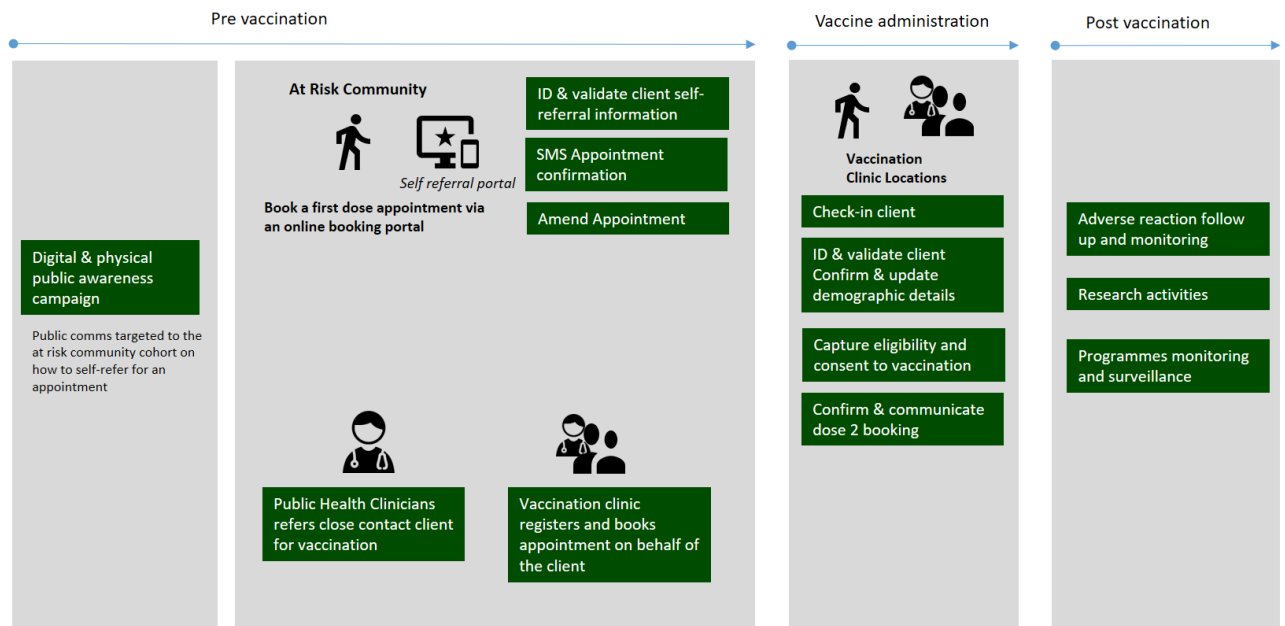 Pre vaccination
Vaccine administration
Post vaccination
Digital & physical
public awareness
campaign
Public comms targeted to the
at risk community cohort on
how to self-refer for an
appointment
At Risk Community
Self referral portal
Book a first dose appointment via
an online booking portal
ID & validate client self-
referral information
SMS Appointment
confirmation
Amend Appointment
Public Health Clinicians
refers close contact client
for vaccination
Vaccination clinic
registers and books
appointment on behalf of
the client
Vaccination
Clinic Locations
Check-in client
ID & validate client
Confirm & update
demographic details
Capture eligibility and
consent to vaccination
Confirm & communicate
dose 2 booking
Adverse reaction follow
up and monitoring
Research activities
Programmes monitoring
and surveillance